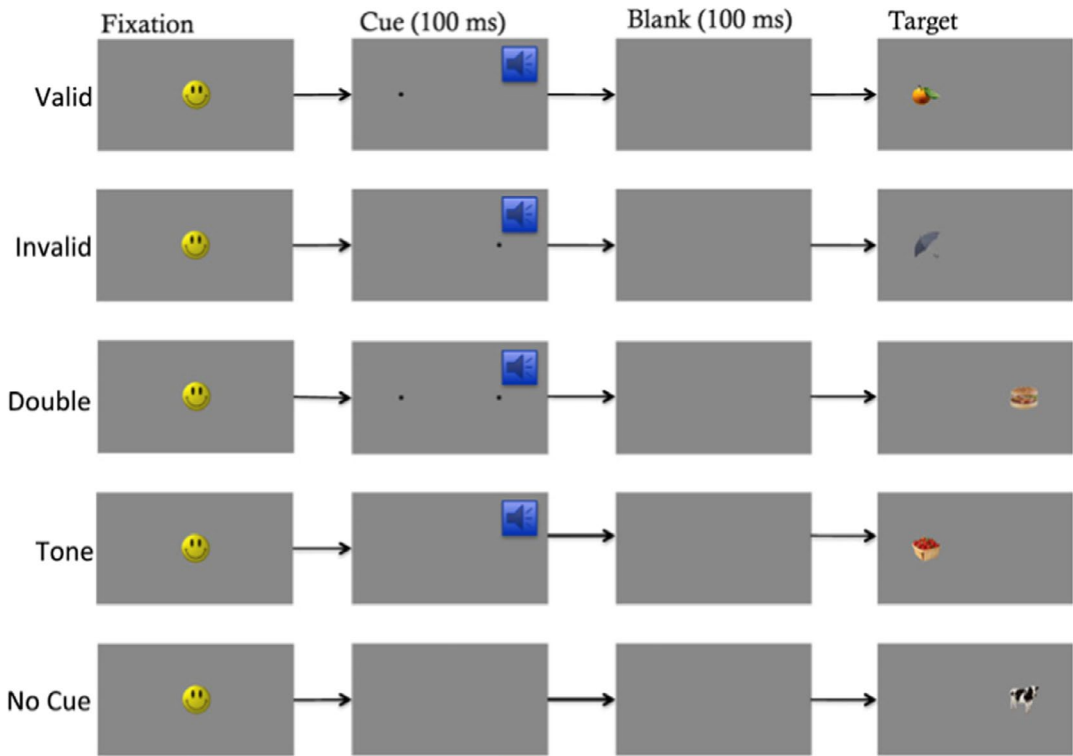 Fixation
Cue (100 ms)
Blank (100 ms)
Target
Valid
Invalid
Double
Tone
No Cue